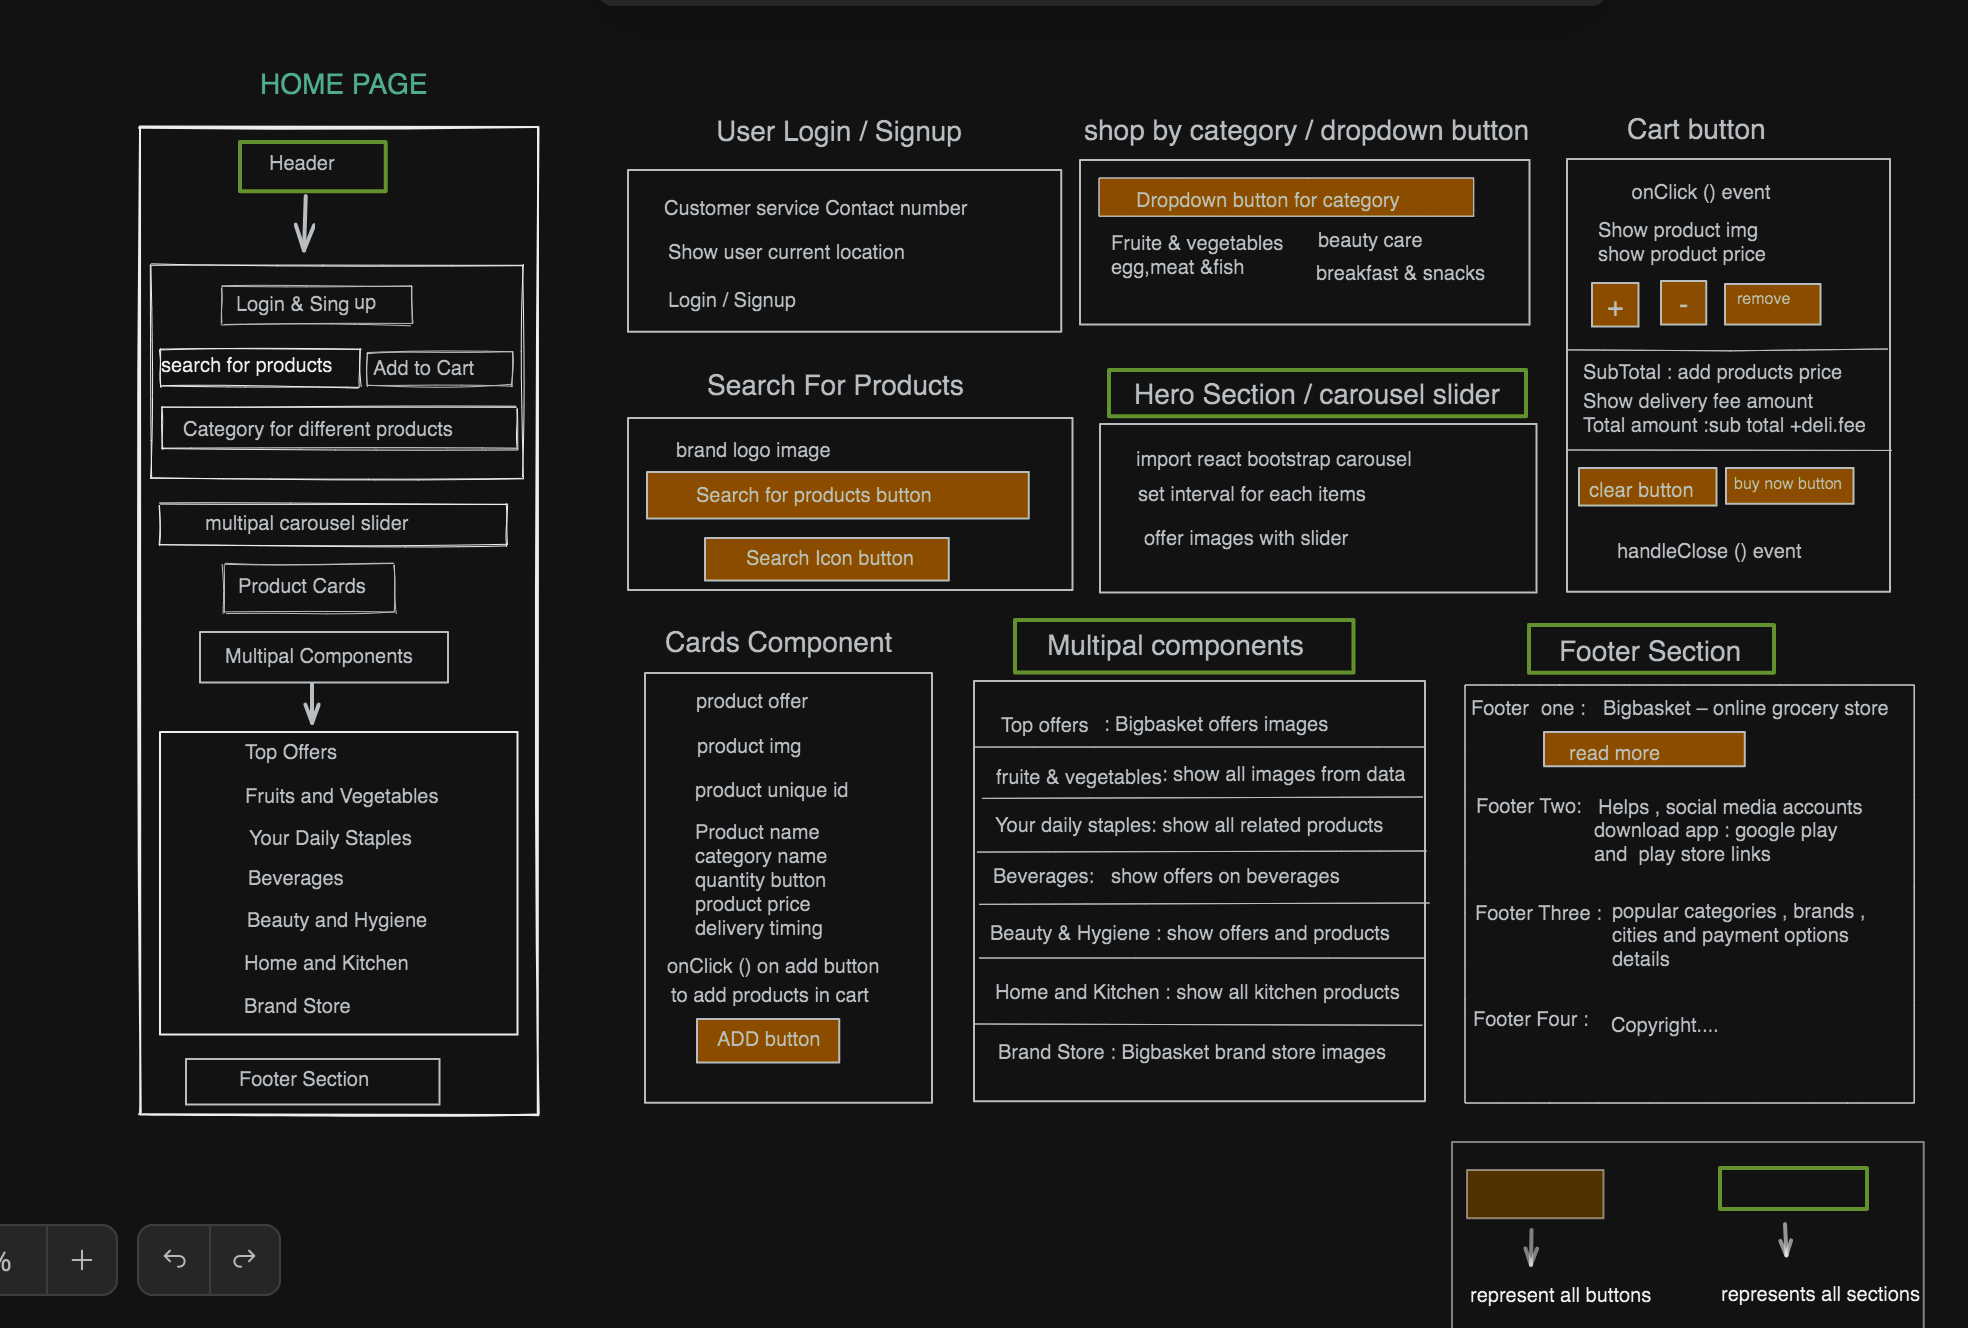 HOME PAGE
Header
Login & Sing up
search for products
Add to Cart
Category for different products
multipal carousel slider
Product Cards
Multipal Components
Top Offers
Fruits and Vegetables
Your Daily Staples
Beverages
Beauty and Hygiene
Home and Kitchen
Brand Store
Footer Section
User Login / Signup
Customer service Contact number
Show user current location
Login / Signup
shop by category / dropdown button
Dropdown button for category
Fruite & vegetables
egg,meat &fish
beauty care
breakfast & snacks
Cart button
onClick () event
Show product img
show product price
+
-
remove
SubTotal : add products price
Show delivery fee amount
Total amount :sub total +deli.fee
clear button
buy now button
handleClose () event
Search For Products
brand logo image
Search for products button
Search Icon button
Hero Section / carousel slider
import react bootstrap carousel
set interval for each items
offer images with slider
Cards Component
product offer
product img
product unique id
Product name
category name
quantity button
product price
delivery timing
onClick () on add button
to add products in cart
ADD button
Multipal components
Top offers : Bigbasket offers images
fruite & vegetables: show all images from data
Your daily staples: show all related products
Beverages: show offers on beverages
Beauty & Hygiene : show offers and products
Home and Kitchen : show all kitchen products
Brand Store : Bigbasket brand store images
Footer Section
Footer one : Bigbasket – online grocery store
read more
Footer Two: Helps , social media accounts
download app : google play
and play store links
Footer Three : popular categories , brands ,
cities and payment options
details
Footer Four : Copyright....
represent all buttons
represents all sections
%
+